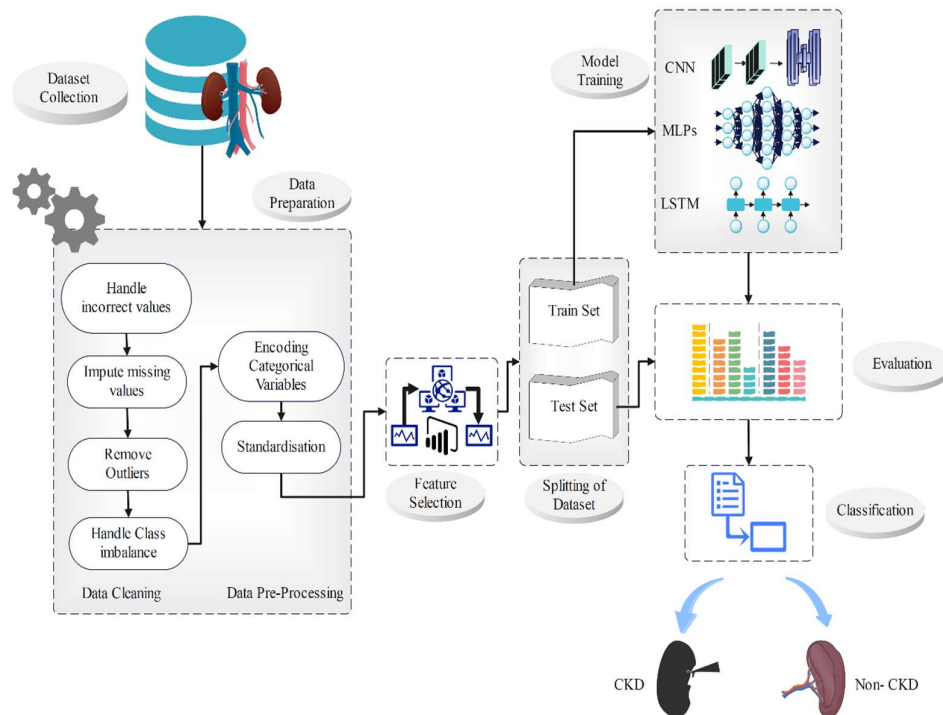 Dataset
Collection
Data
Preparation
Handle
incorrect values
Impute missing
values
Remove
Outliers
Handle Class
imbalance
Data Cleaning
Encoding
Categorical
Variables
Standardisation
Data Pre-Processing
Feature
Selection
Train Set
Test Set
Splitting of
Dataset
Model
Training
CNN
MLPs
LSTM
Evaluation
Classification
CKD
Non- CKD